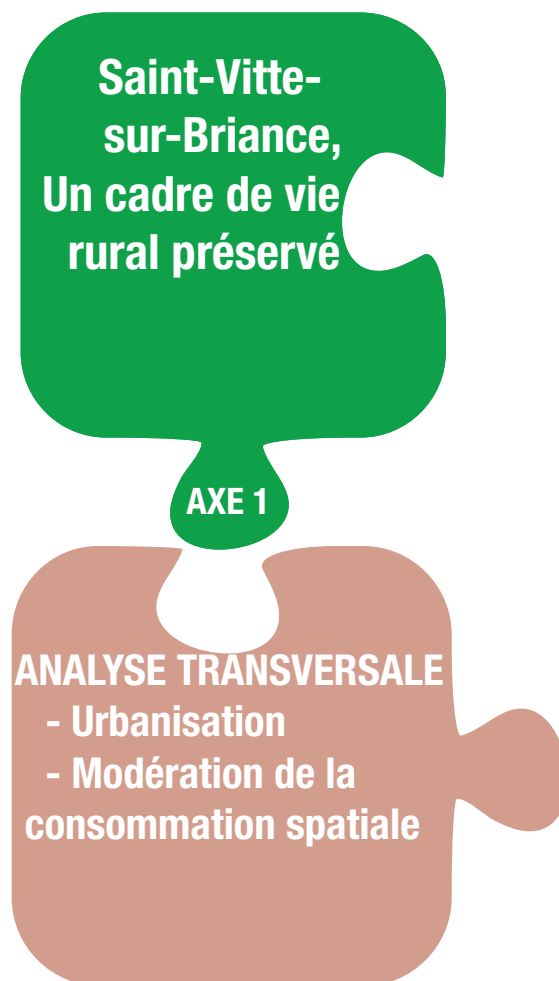 Saint-Vitte-
sur-Briance,
Un cadre de vie
rural préservé
AXE 1
ANALYSE TRANSVERSALE
- Urbanisation
- Modération de la
consommation spatiale